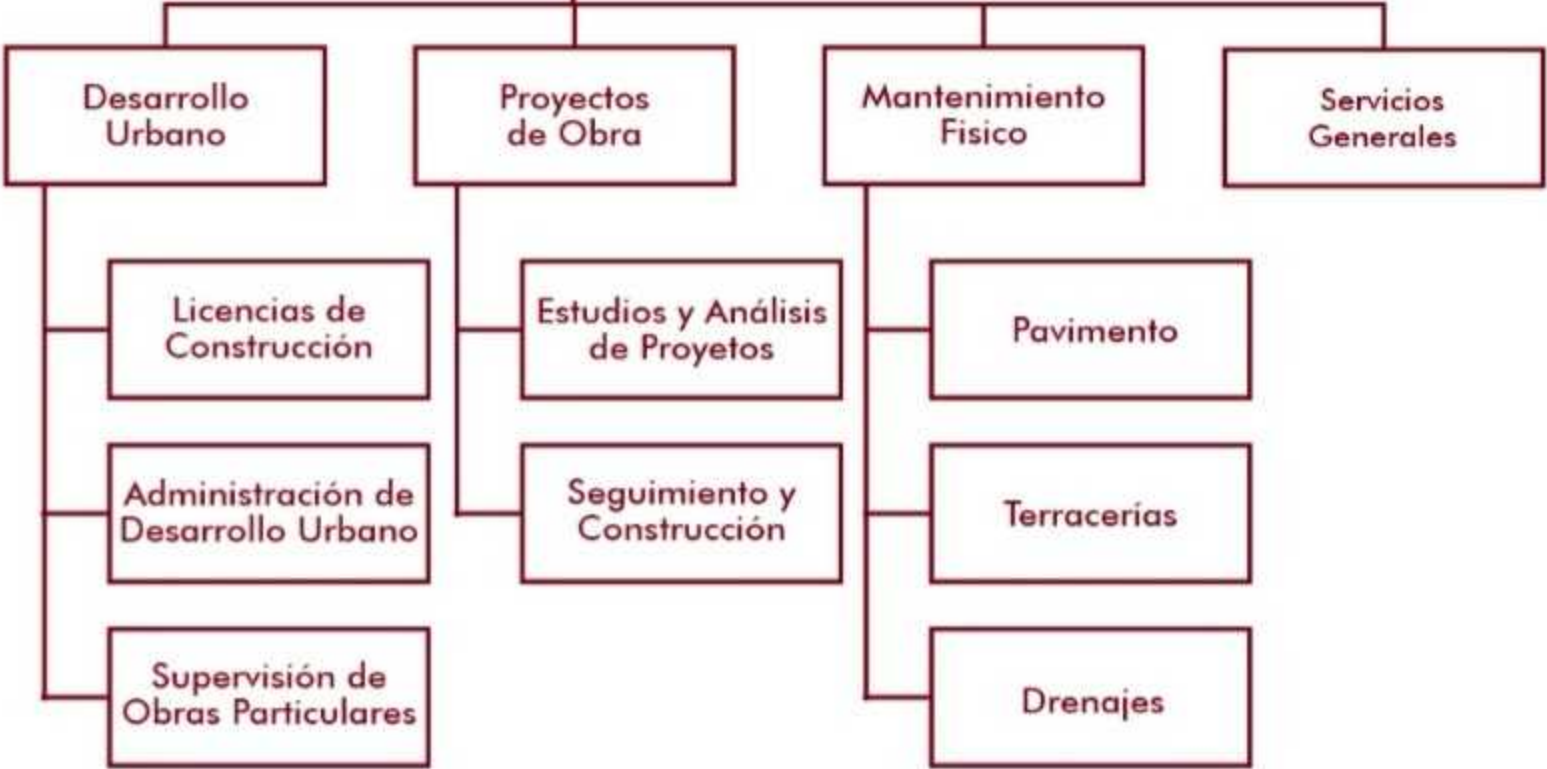 Desarrollo
Urbano
Proyectos
de Obra
Mantenimiento
Fisico
Servicios
Generales
Licencias de
Construcción
Estudios y Análisis
de Proyetos
Pavimento
Administración de
Desarrollo Urbano
Seguimiento y
Construcción
Terracerías
Supervisión de
Obras Particulares
Drenajes